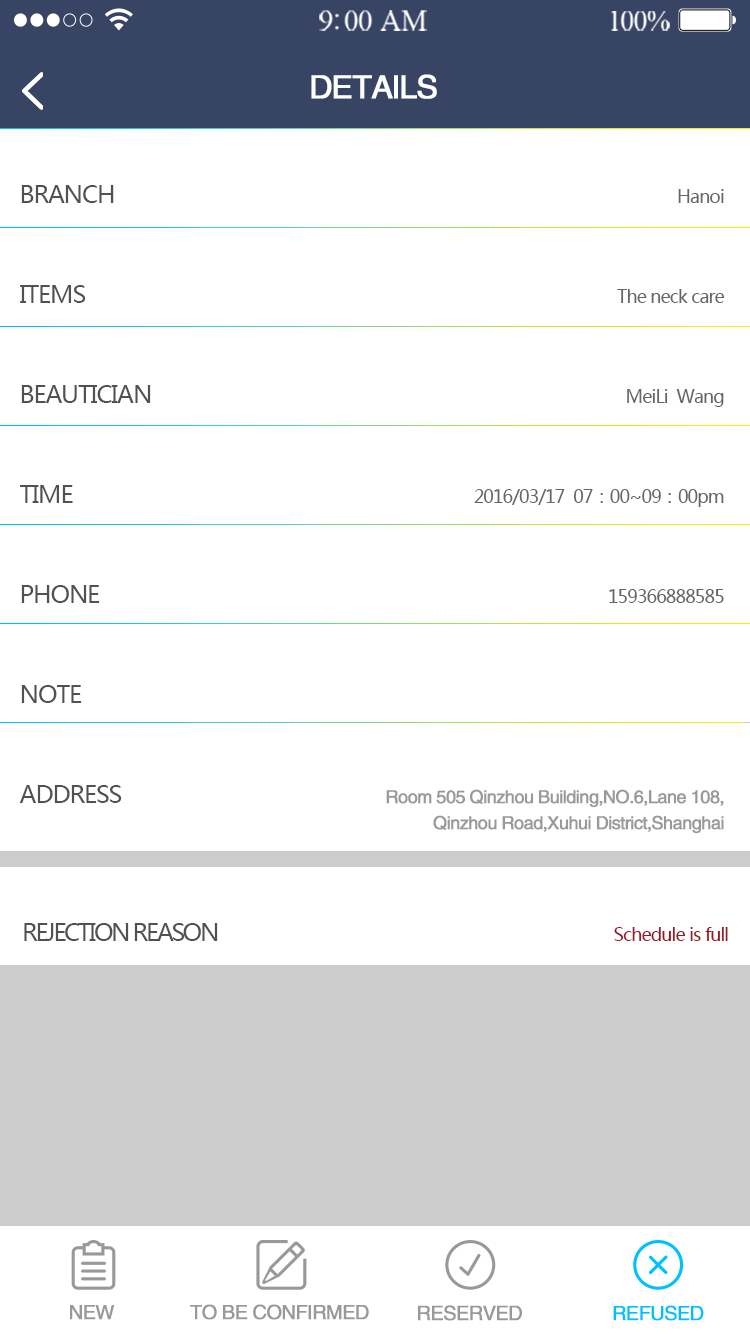 9:00 AM 100%
DETAILS
BRANCH Hanoi
ITEMS The neck care
BEAUTICIAN MeiLi Wang
TIME 2016/03/17 07 : 00~09 : 00pm
PHONE 159366888585
NOTE
ADDRESS Room 505 Qinzhou Building,NO.6,Lane 108,
Qinzhou Road,Xuhui District,Shanghai
REJECTION REASON Schedule is full
NEW TO BE CONFIRMED RESERVED REFUSED